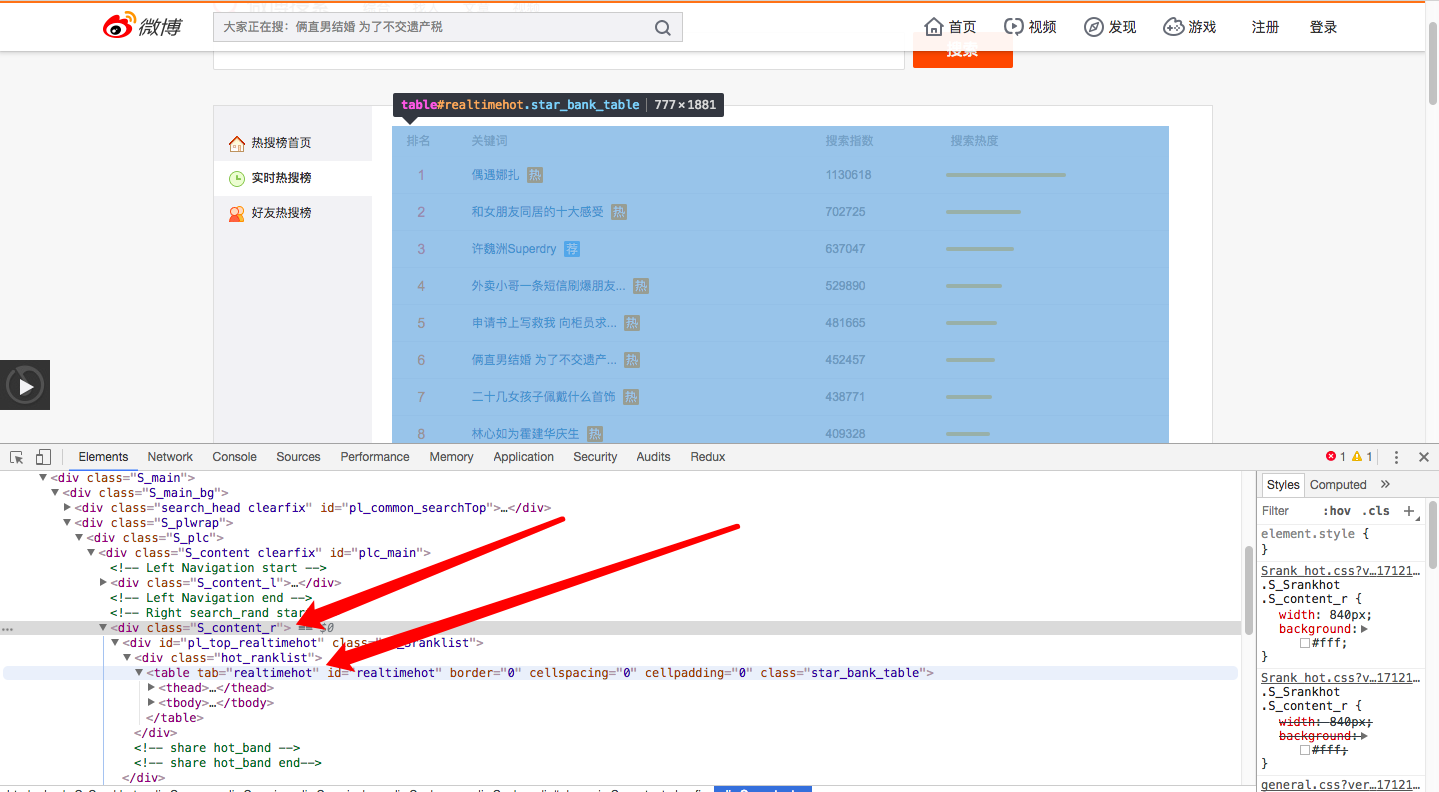 微博
大家正在搜：俩直男结婚 为了不交遗产税
首页
视频
发现
游戏
注册
登录
搜索
table#realtimehot.star_bank_table | 777×1881
热搜榜首页
实时热搜榜
好友热搜榜
排名 关键词 搜索指数 搜索热度
1 偶遇娜扎 热 1130618
2 和女朋友同居的十大感受 热 702725
3 许魏洲Superdry 荐 637047
4 外卖小哥一条短信刷爆朋友... 热 529890
5 申请书上写救我 向柜员求... 热 481665
6 俩直男结婚 为了不交遗产... 热 452457
7 二十几女孩子佩戴什么首饰 热 438771
8 林心如为霍建华庆生 热 409328
Elements Network Console Sources Performance Memory Application Security Audits Redux
1 1
<div class="S_main">
<div class="S_main_bg">
<div class="search_head clearfix" id="pl_common_searchTop">…</div>
<div class="S_plwrap">
<div class="S_plc">
<div class="S_content clearfix" id="plc_main">
<!-- Left Navigation start -->
<div class="S_content_l">…</div>
<!-- Left Navigation end -->
<!-- Right search_rand star
<div class="S_content_r"> == $0
<div id="pl_top_realtimehot" class= ranklist">
<div class="hot_ranklist">
<table tab="realtimehot" id="realtimehot" border="0" cellspacing="0" cellpadding="0" class="star_bank_table">
<thead>…</thead>
<tbody>…</tbody>
</table>
</div>
<!-- share hot_band -->
<!-- share hot_band end-->
</div>
Styles Computed »
Filter :hov .cls +
element.style {
}
Srank_hot.css?v…17121…
.S_Srankhot
.S_content_r {
width: 840px;
background:
#fff;
}
Srank_hot.css?v…17121…
.S_Srankhot
.S_content_r {
width: 840px;
background:
#fff;
}
general.css?ver…17121…